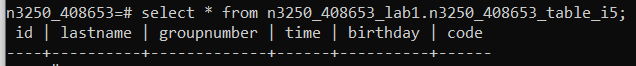 n3250_408653=# select * from n3250_408653_lab1.n3250_408653_table_i5;
 id | lastname | groupnumber | time | birthday | code
----+----------+-------------+------+----------+------